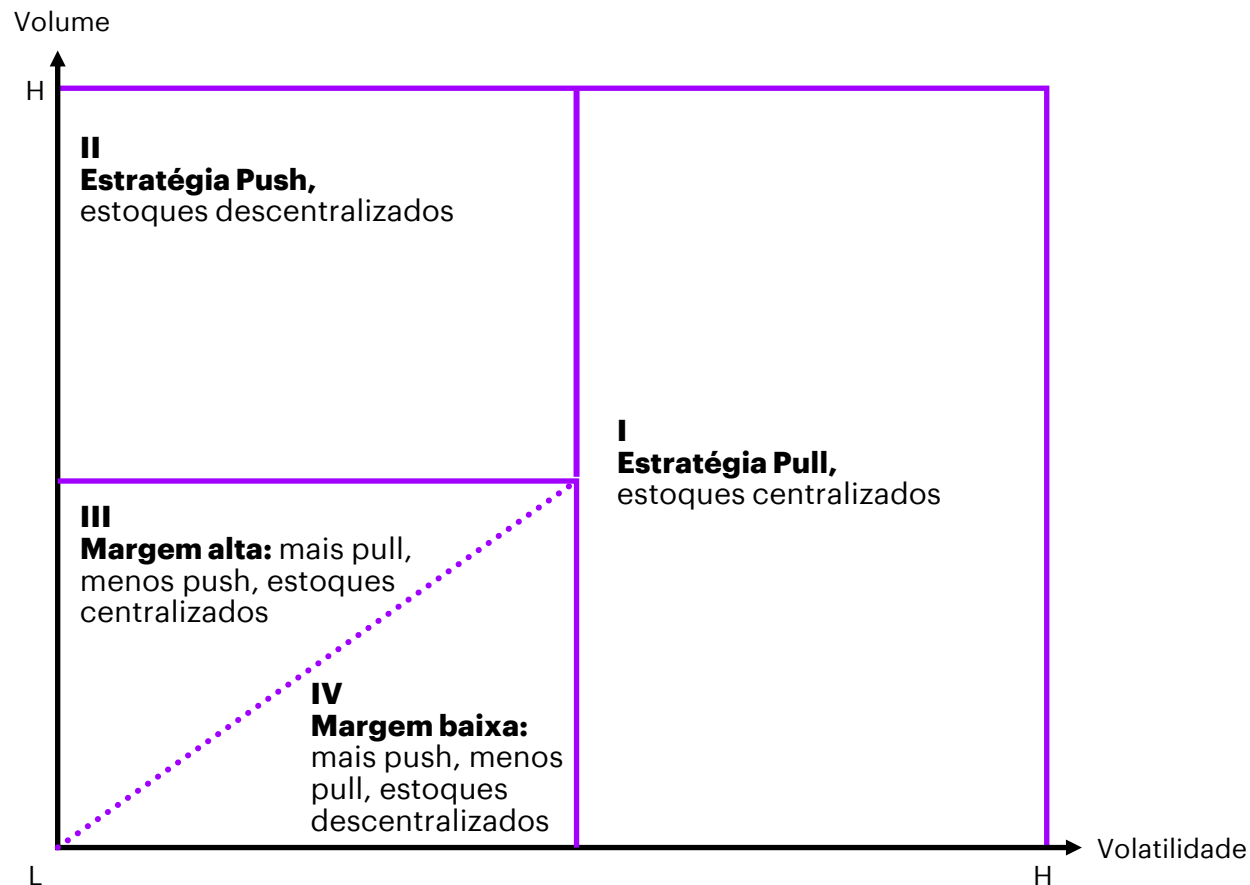 Volume
H
II
Estratégia Push,
estoques descentralizados
I
Estratégia Pull,
estoques centralizados
III
Margem alta: mais pull,
menos push, estoques
centralizados
IV
Margem baixa:
mais push, menos
pull, estoques
descentralizados
Volatilidade
L
H